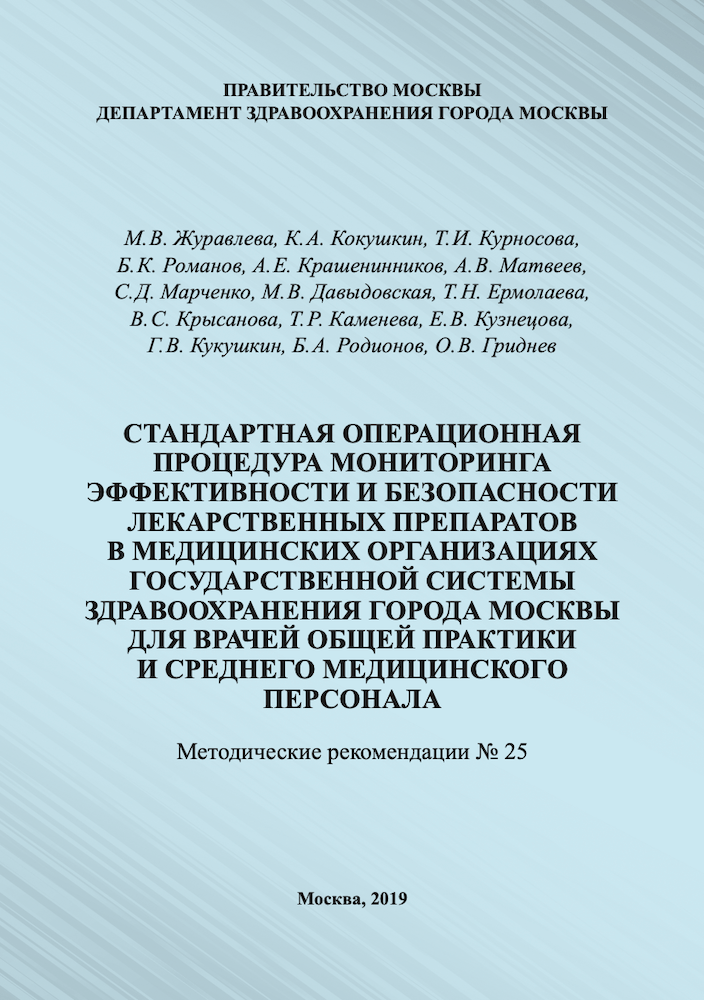 ПРАВИТЕЛЬСТВО МОСКВЫ
ДЕПАРТАМЕНТ ЗДРАВООХРАНЕНИЯ ГОРОДА МОСКВЫ
М. В. Журавлева, К. А. Кокушкин, Т. И. Курносова,
Б. К. Романов, А. Е. Крашенинников, А. В. Матвеев,
С. Д. Марченко, М. В. Давыдовская, Т. Н. Ермолаева,
В. С. Крысанова, Т. Р. Каменева, Е. В. Кузнецова,
Г. В. Кукушкин, Б. А. Родионов, О. В. Гриднев
СТАНДАРТНАЯ ОПЕРАЦИОННАЯ
ПРОЦЕДУРА МОНИТОРИНГА
ЭФФЕКТИВНОСТИ И БЕЗОПАСНОСТИ
ЛЕКАРСТВЕННЫХ ПРЕПАРАТОВ
В МЕДИЦИНСКИХ ОРГАНИЗАЦИЯХ
ГОСУДАРСТВЕННОЙ СИСТЕМЫ
ЗДРАВООХРАНЕНИЯ ГОРОДА МОСКВЫ
ДЛЯ ВРАЧЕЙ ОБЩЕЙ ПРАКТИКИ
И СРЕДНЕГО МЕДИЦИНСКОГО
ПЕРСОНАЛА
Методические рекомендации № 25
Москва, 2019